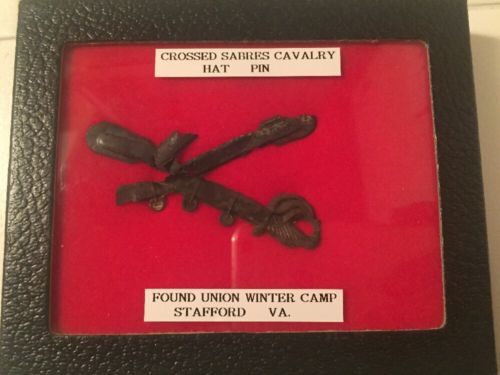 CROSSED SABRES CAVALRY
HAT PIN
FOUND UNION WINTER CAMP
STAFFORD VA.